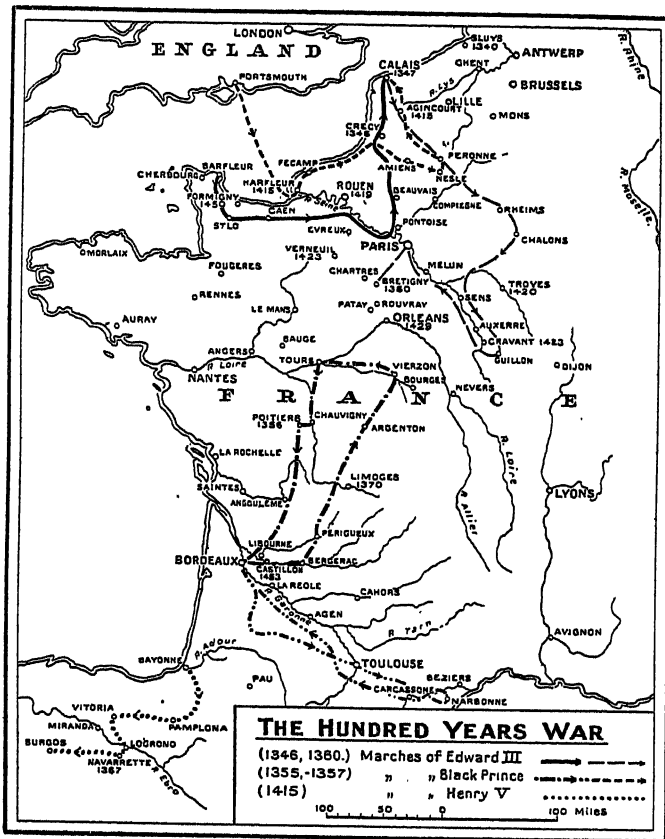 LONDON
ENGLAND
PORTSMOUTH
SLUYS
1340
ANTWERP
GHENT
R. Rhine
CALAIS
1347
R. Lys
BRUSSELS
LILLE
AGINCOURT
1415
MONS
CRECY
1346
PERONNE
AMIENS
NESLE
R. Moselle.
CHERBOURG
BARFLEUR
FECAMP
HARFLEUR
1415
ROUEN
1419
R. Seine
BEAUVAIS
COMPIEGNE
RHEIMS
FORMIGNY
1450
CAEN
ST LO
EVREUX
PONTOISE
PARIS
CHALONS
MORLAIX
FOUGERES
VERNEUIL
1423
CHARTRES
BRETIGNY
1360
MELUN
TROYES
1420
SENS
RENNES
LE MANS
PATAY
ROUVRAY
ORLEANS
1429
AUXERRE
CRAVANT 1423
GUILLON
AURAY
BAUGE
ANGERS
R. Loire
TOURS
VIERZON
BOURGES
NEVERS
DIJON
NANTES
FRANCE
POITIERS
1356
CHAUVIGNY
ARGENTON
R. Loire
R. Allier
LA ROCHELLE
SAINTES
ANGOULEME
LIMOGES
1370
LYONS
PERIGUEUX
LIBOURNE
BORDEAUX
CASTILLON
1453
BERGERAC
LA REOLE
CAHORS
R. Garonne
AGEN
R. Tarn
AVIGNON
BAYONNE
R. Adour
PAU
TOULOUSE
BEZIERS
CARCASSONE
NARBONNE
VITORIA
MIRANDA
PAMPLONA
BURGOS
LOGRONO
NAVARRETTE
1367
R. Ebro
THE HUNDRED YEARS WAR
(1346, 1360.) Marches of Edward III
(1355,-1357) " " Black Prince
(1415) " " Henry V
100 0 100 MILES